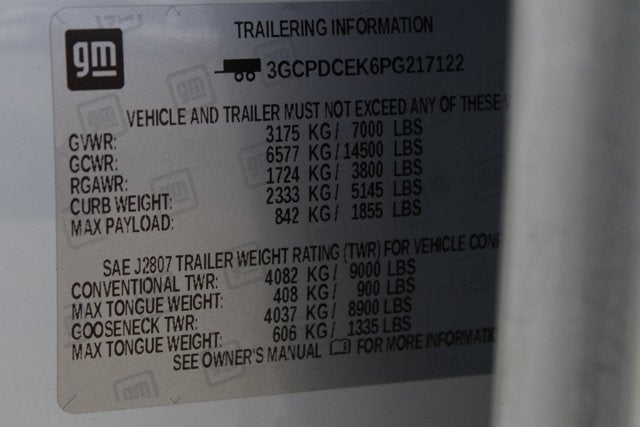 gm
TRAILERING INFORMATION
3GCPDCEK6PG217122
VEHICLE AND TRAILER MUST NOT EXCEED ANY OF THESE
GVWR: 3175 KG/ 7000 LBS
GCWR: 6577 KG/ 14500 LBS
RGAWR: 1724 KG/ 3800 LBS
CURB WEIGHT: 2333 KG/ 5145 LBS
MAX PAYLOAD: 842 KG/ 1855 LBS
SAE J2807 TRAILER WEIGHT RATING (TWR) FOR VEHICLE
CONVENTIONAL TWR: 4082 KG/ 9000 LBS
MAX TONGUE WEIGHT: 408 KG/ 900 LBS
GOOSENECK TWR: 4037 KG/ 8900 LBS
MAX TONGUE WEIGHT: 606 KG/ 1335 LBS
SEE OWNER'S MANUAL FOR MORE